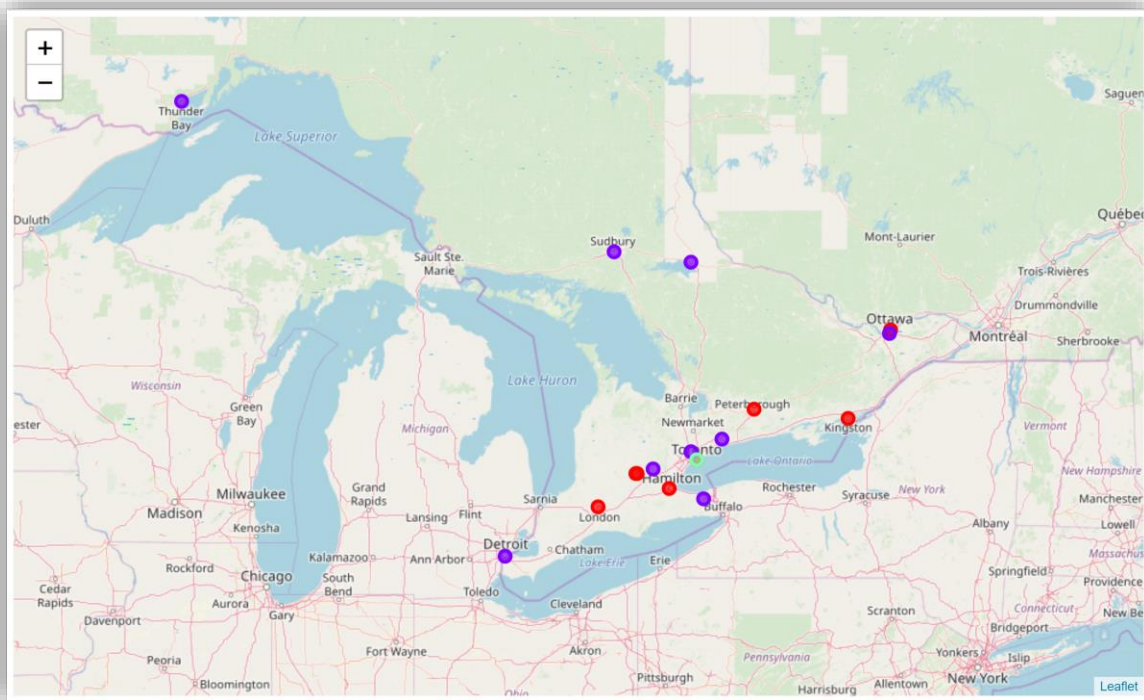 +
−
Thunder
Bay
Lake Superior
Saguen
Duluth
Québec
Sudbury
Mont-Laurier
Sault Ste.
Marie
Trois-Rivières
Drummondville
Ottawa
Montréal
Sherbrooke
Lake Huron
Wisconsin
Green
Bay
Barrie
Peterborough
ester
Michigan
Newmarket
Kingston
Vermont
Toronto
Lake Ontario
New Hampshire
Hamilton
Milwaukee
Grand
Rapids
Sarnia
Rochester
Syracuse
New York
Manchester
Madison
Lansing
Flint
London
Buffalo
Kenosha
Albany
Lowell
Detroit
Chatham
Massachus
Rockford
Kalamazoo
Ann Arbor
Lake Erie
Erie
Springfield
Chicago
South
Bend
Cedar
Rapids
Aurora
Toledo
Providence
Gary
Cleveland
Scranton
Connecticut
New Be
Davenport
Bridgeport
Fort Wayne
Akron
Yonkers
Islip
Peoria
Pennsylvania
New York
Bloomington
Ohio
Pittsburgh
Harrisburg
Allentown
Leaflet